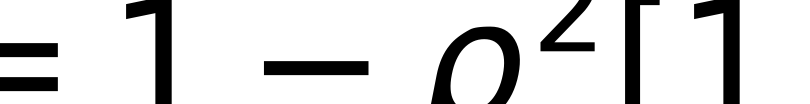 = 1 − ρ²[1